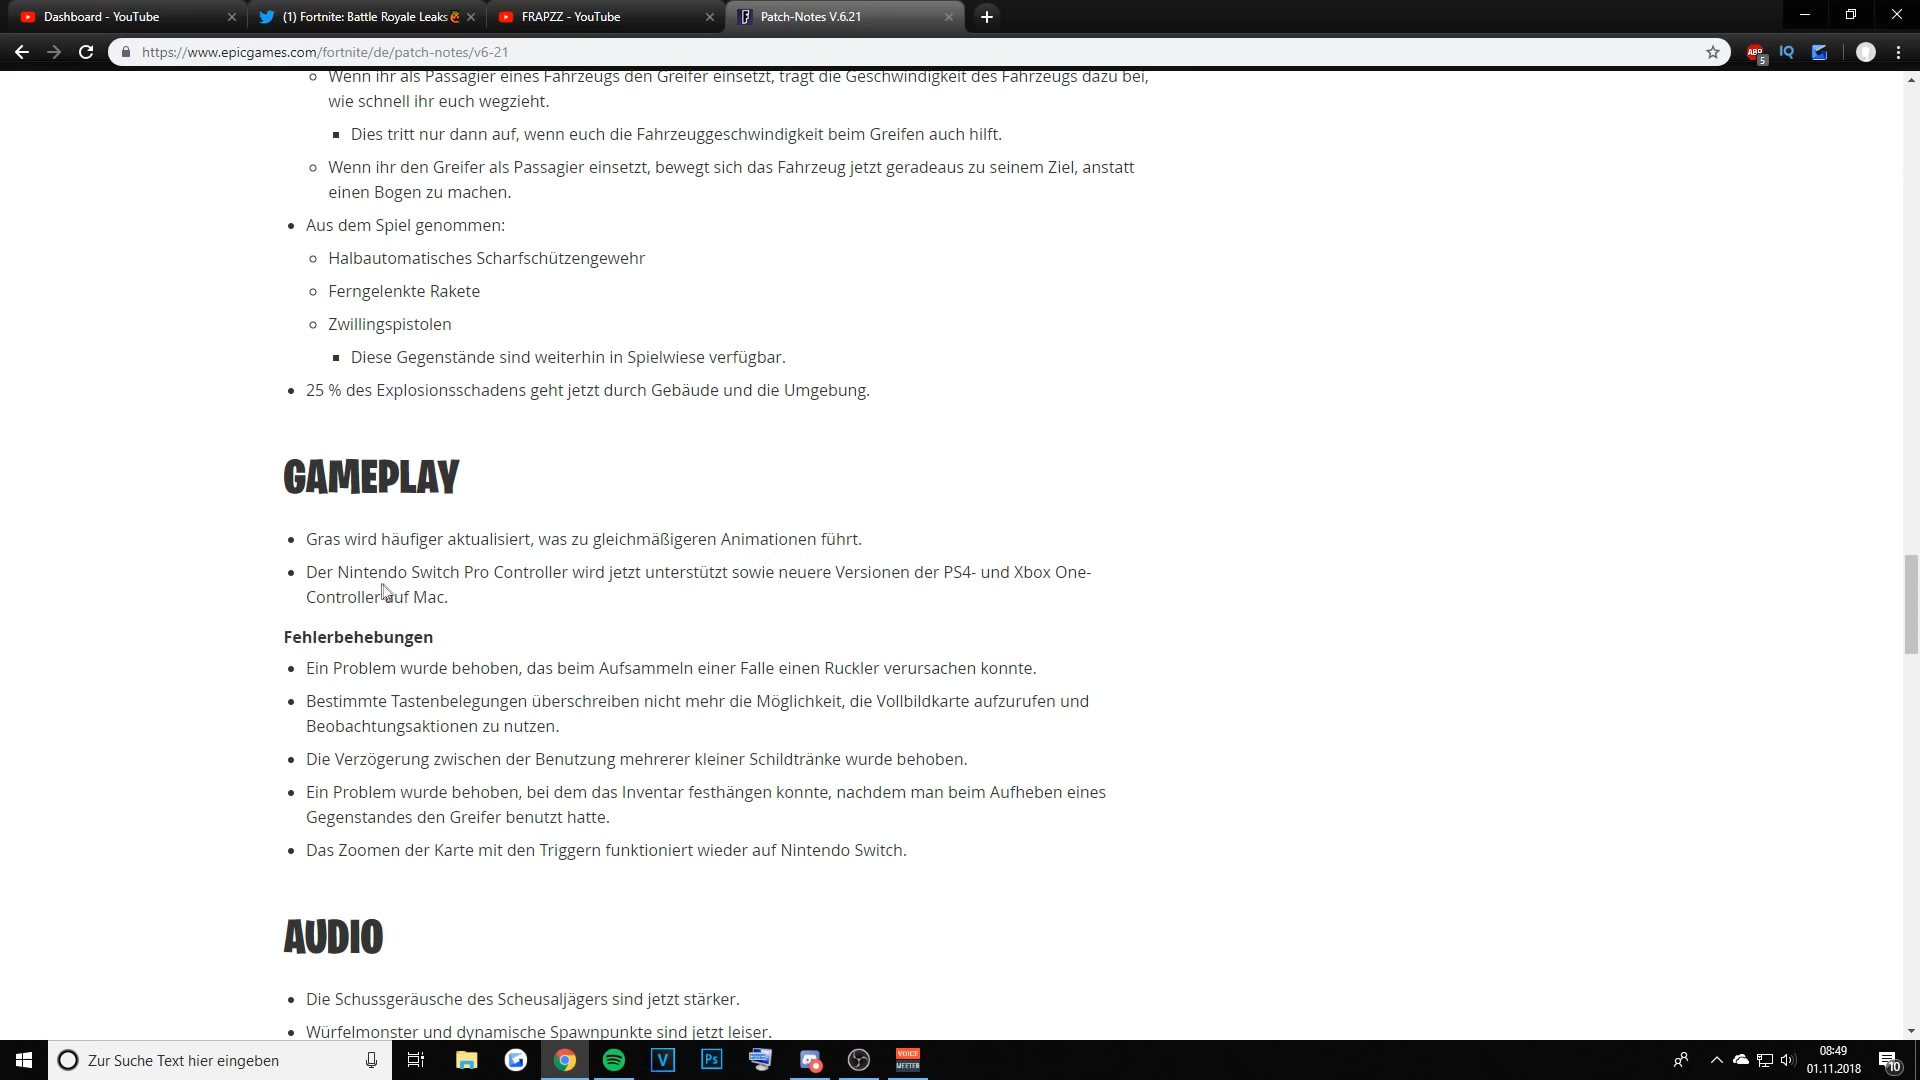 Dashboard - YouTube
(1) Fortnite: Battle Royale Leaks
FRAPZZ - YouTube
Patch-Notes V.6.21
https://www.epicgames.com/fortnite/de/patch-notes/v6-21
ABP
5
IQ
Wenn ihr als Passagier eines Fahrzeugs den Greifer einsetzt, trägt die Geschwindigkeit des Fahrzeugs dazu bei,
wie schnell ihr euch wegzieht.
Dies tritt nur dann auf, wenn euch die Fahrzeuggeschwindigkeit beim Greifen auch hilft.
Wenn ihr den Greifer als Passagier einsetzt, bewegt sich das Fahrzeug jetzt geradeaus zu seinem Ziel, anstatt
einen Bogen zu machen.
Aus dem Spiel genommen:
Halbautomatisches Scharfschützengewehr
Ferngelenkte Rakete
Zwillingspistolen
Diese Gegenstände sind weiterhin in Spielwiese verfügbar.
25 % des Explosionsschadens geht jetzt durch Gebäude und die Umgebung.
GAMEPLAY
Gras wird häufiger aktualisiert, was zu gleichmäßigeren Animationen führt.
Der Nintendo Switch Pro Controller wird jetzt unterstützt sowie neuere Versionen der PS4- und Xbox One-
Controller auf Mac.
Fehlerbehebungen
Ein Problem wurde behoben, das beim Aufsammeln einer Falle einen Ruckler verursachen konnte.
Bestimmte Tastenbelegungen überschreiben nicht mehr die Möglichkeit, die Vollbildkarte aufzurufen und
Beobachtungsaktionen zu nutzen.
Die Verzögerung zwischen der Benutzung mehrerer kleiner Schildtränke wurde behoben.
Ein Problem wurde behoben, bei dem das Inventar festhängen konnte, nachdem man beim Aufheben eines
Gegenstandes den Greifer benutzt hatte.
Das Zoomen der Karte mit den Triggern funktioniert wieder auf Nintendo Switch.
AUDIO
Die Schussgeräusche des Scheusaljägers sind jetzt stärker.
Würfelmonster und dynamische Spawnpunkte sind jetzt leiser.
Zur Suche Text hier eingeben
V
Ps
VOICE
MEETER
08:49
01.11.2018
10